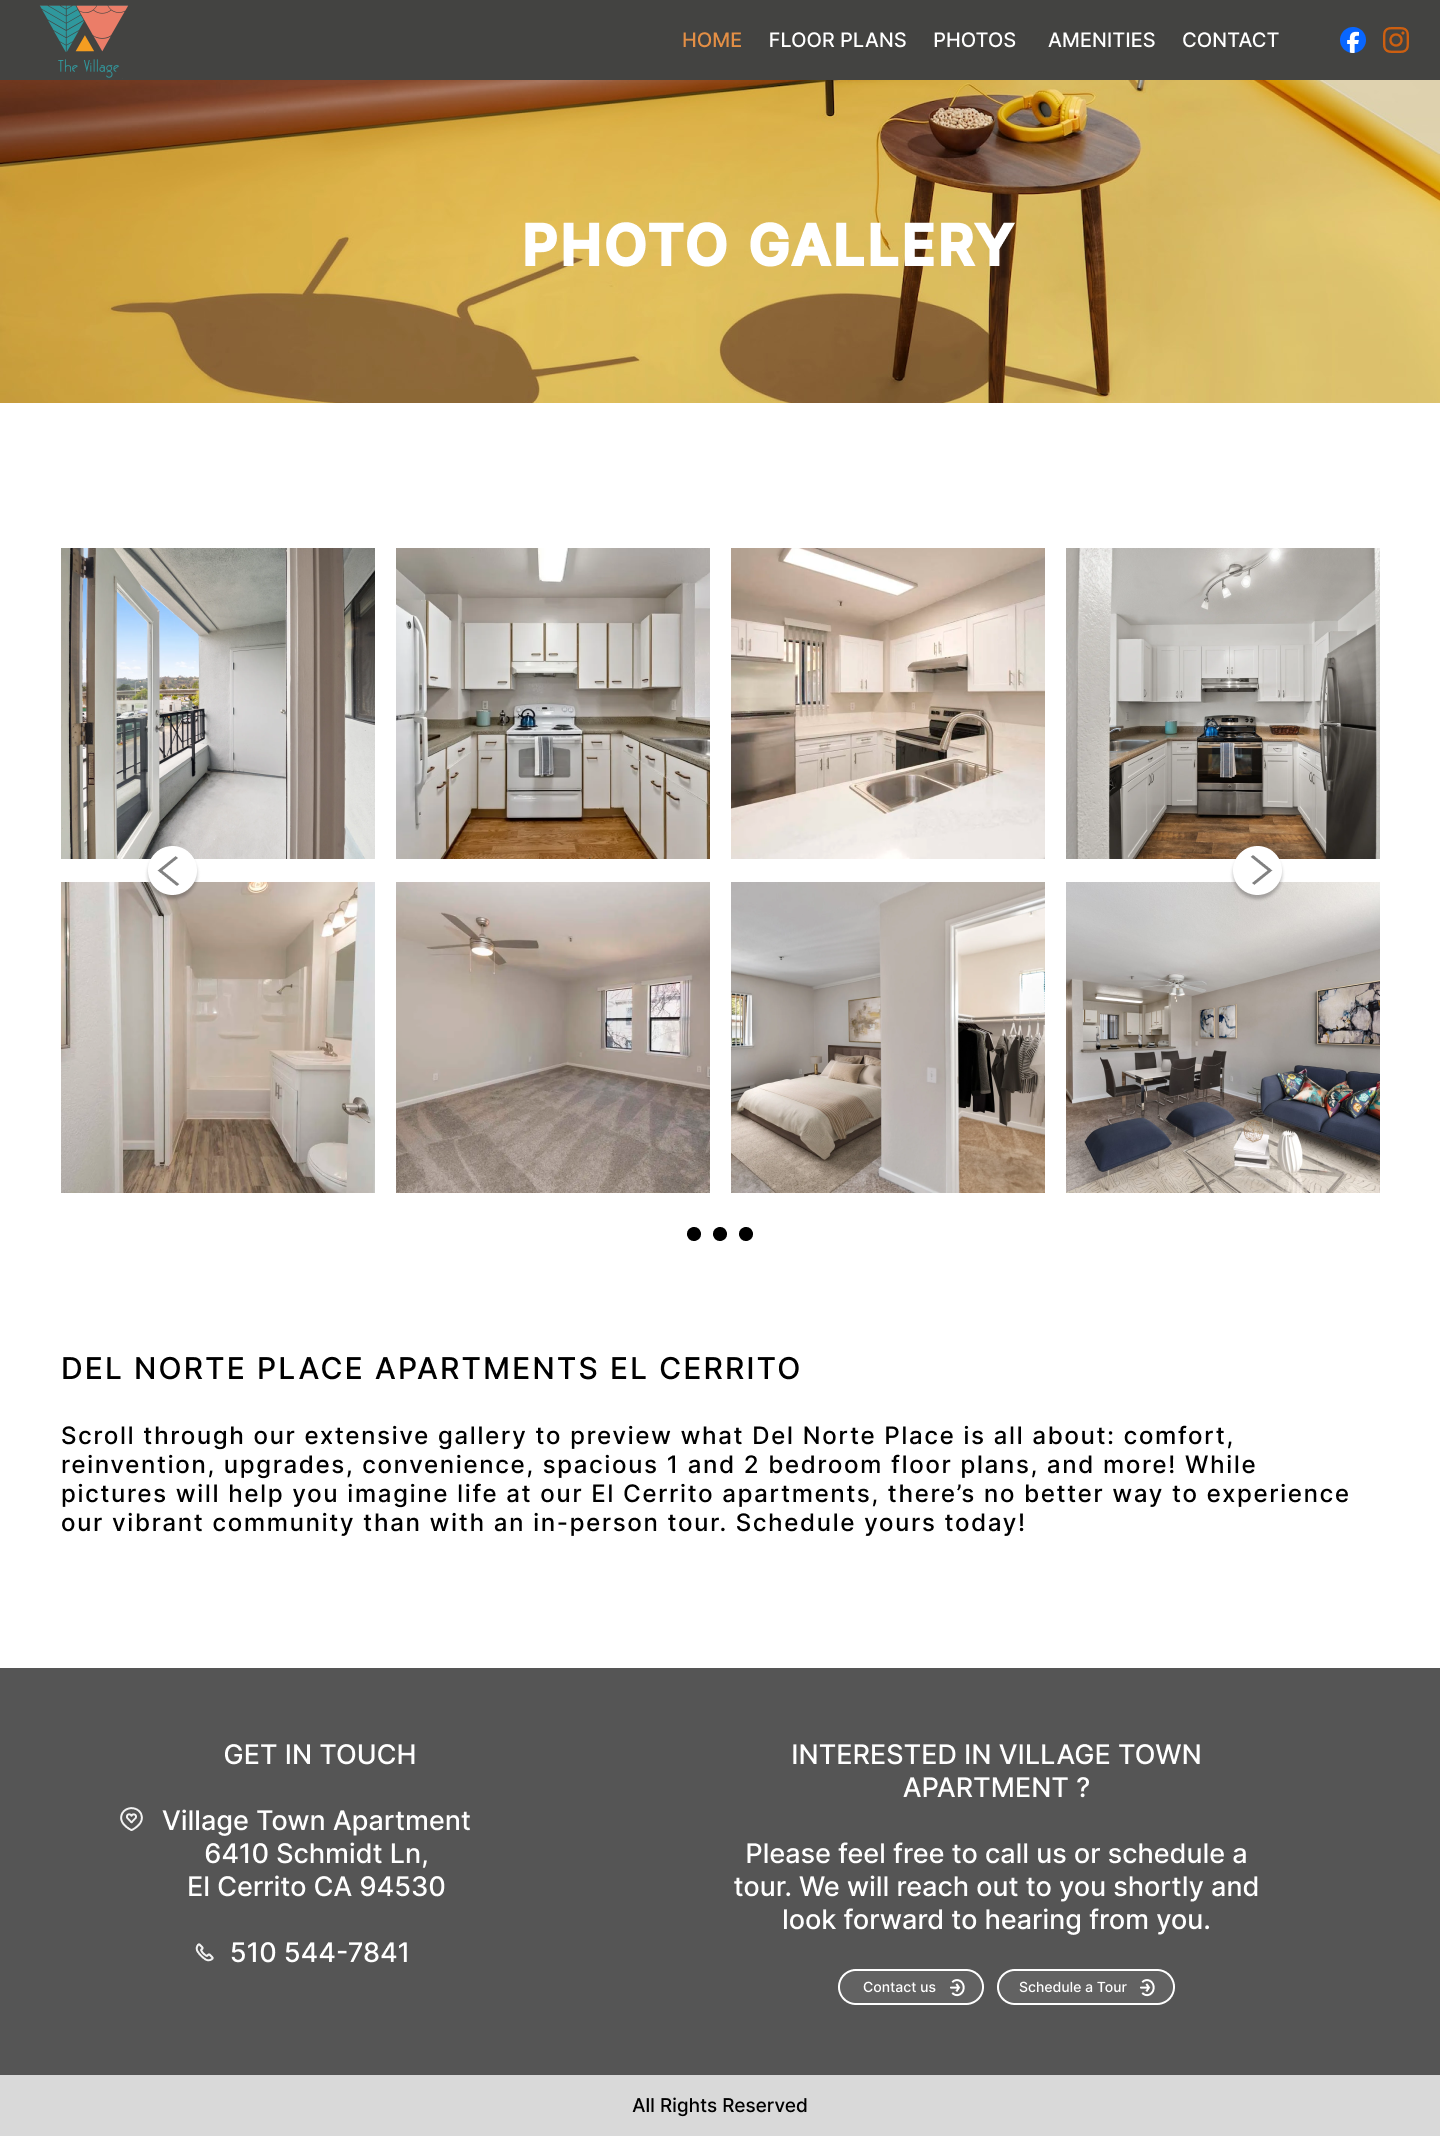 The Village
HOME FLOOR PLANS PHOTOS AMENITIES CONTACT
PHOTO GALLERY
DEL NORTE PLACE APARTMENTS EL CERRITO
Scroll through our extensive gallery to preview what Del Norte Place is all about: comfort,
reinvention, upgrades, convenience, spacious 1 and 2 bedroom floor plans, and more! While
pictures will help you imagine life at our El Cerrito apartments, there’s no better way to experience
our vibrant community than with an in-person tour. Schedule yours today!
GET IN TOUCH
Village Town Apartment
6410 Schmidt Ln,
El Cerrito CA 94530
510 544-7841
INTERESTED IN VILLAGE TOWN
APARTMENT ?
Please feel free to call us or schedule a
tour. We will reach out to you shortly and
look forward to hearing from you.
Contact us
Schedule a Tour
All Rights Reserved